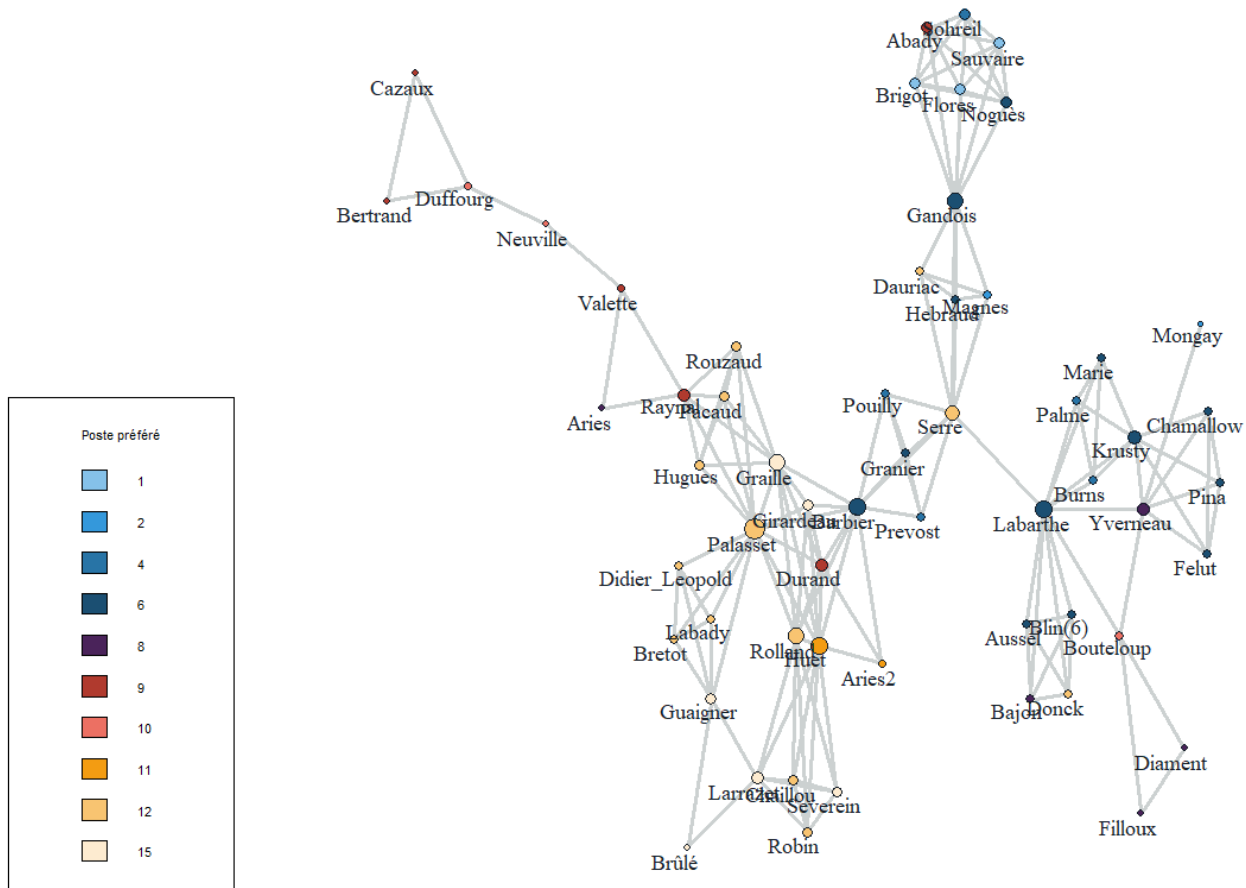 Sohreil
Abady
Sauvaire
Cazaux
Brigot
Flores
Noguès
Duffourg
Bertrand
Gandois
Neuville
Dauriac
Valette
Hebraud
Magnes
Mongay
Rouzaud
Marie
Raynal
Pacaud
Pouilly
Palme
Aries
Serre
Chamallow
Krusty
Poste préféré
Hugues
Graille
Granier
1
Burns
Pina
Girardeau
Barbier
Labarthe
Yverneau
2
Palasset
Prevost
4
Didier_Leopold
Durand
Felut
6
Labady
Blin(6)
8
Bretot
Rolland
Huet
Aussel
Bouteloup
9
Aries2
10
Guaigner
Bajon
Donck
11
Diament
Larrazet
Chaillou
Severein
12
Filloux
Robin
15
Brûlé